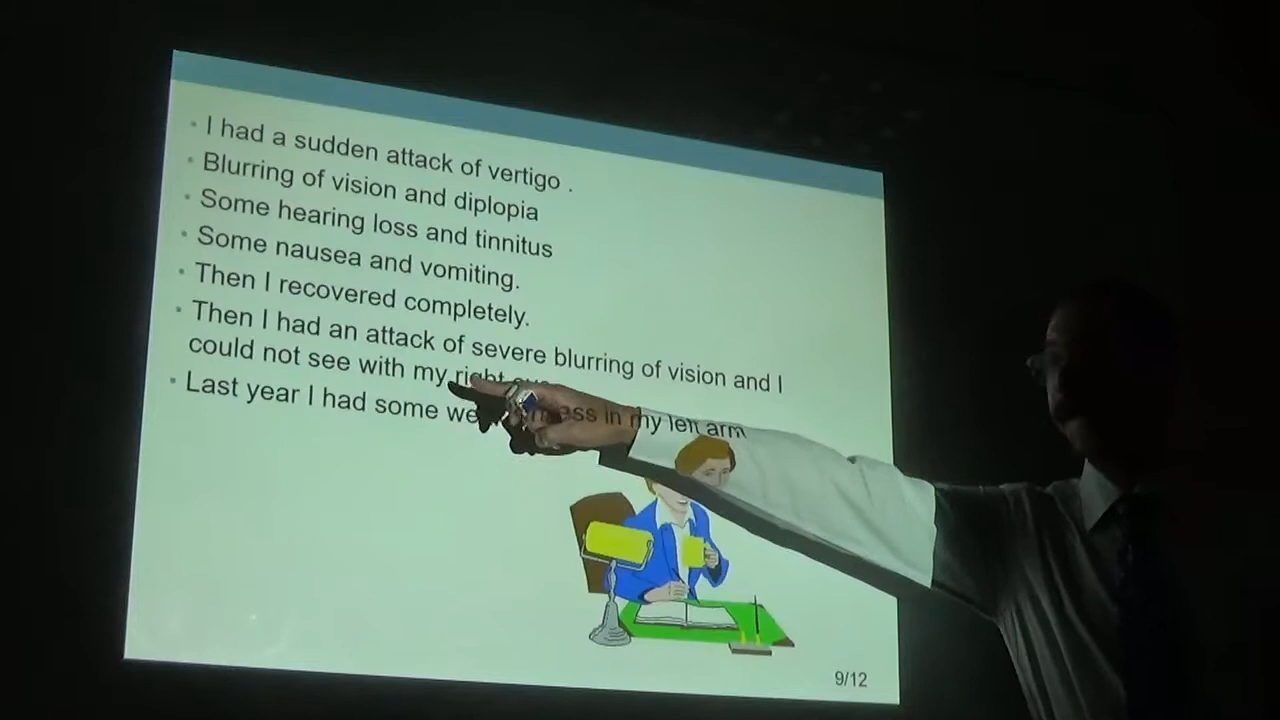 I had a sudden attack of vertigo .
Blurring of vision and diplopia
Some hearing loss and tinnitus
Some nausea and vomiting.
Then I recovered completely.
Then I had an attack of severe blurring of vision and I
could not see with my right
Last year I had some in my left arm
9/12